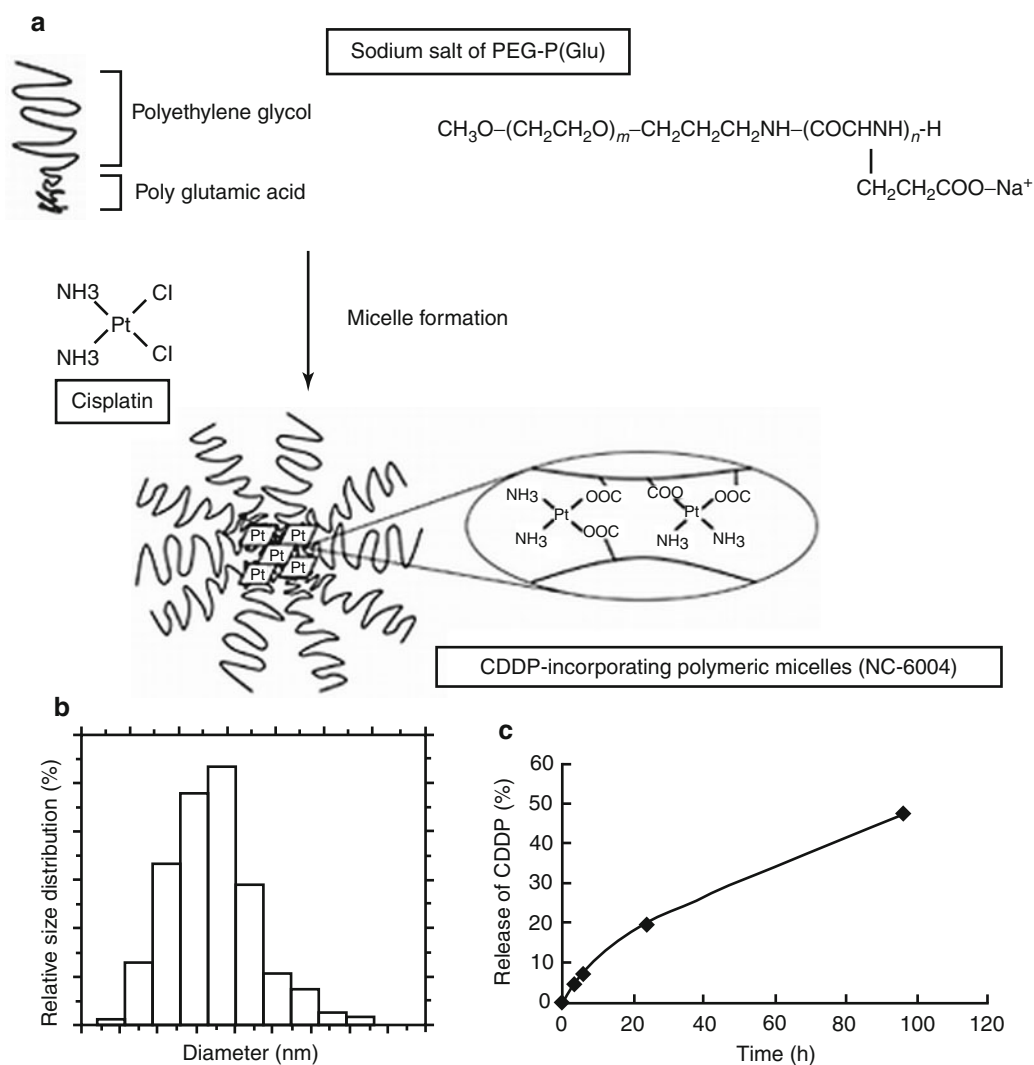 a
Sodium salt of PEG-P(Glu)
Polyethylene glycol
Poly glutamic acid
CH₃O–(CH₂CH₂O)ₘ–CH₂CH₂CH₂NH–(COCHNH)ₙ-H
CH₂CH₂COO–Na⁺
NH3 Cl
Pt
NH3 Cl
Cisplatin
Micelle formation
Pt Pt
Pt
Pt Pt
NH₃ OOC COO OOC
Pt Pt
NH₃ OOC NH₃ NH₃
CDDP-incorporating polymeric micelles (NC-6004)
b
Relative size distribution (%)
Diameter (nm)
c
Release of CDDP (%)
60
50
40
30
20
10
0
0 20 40 60 80 100 120
Time (h)